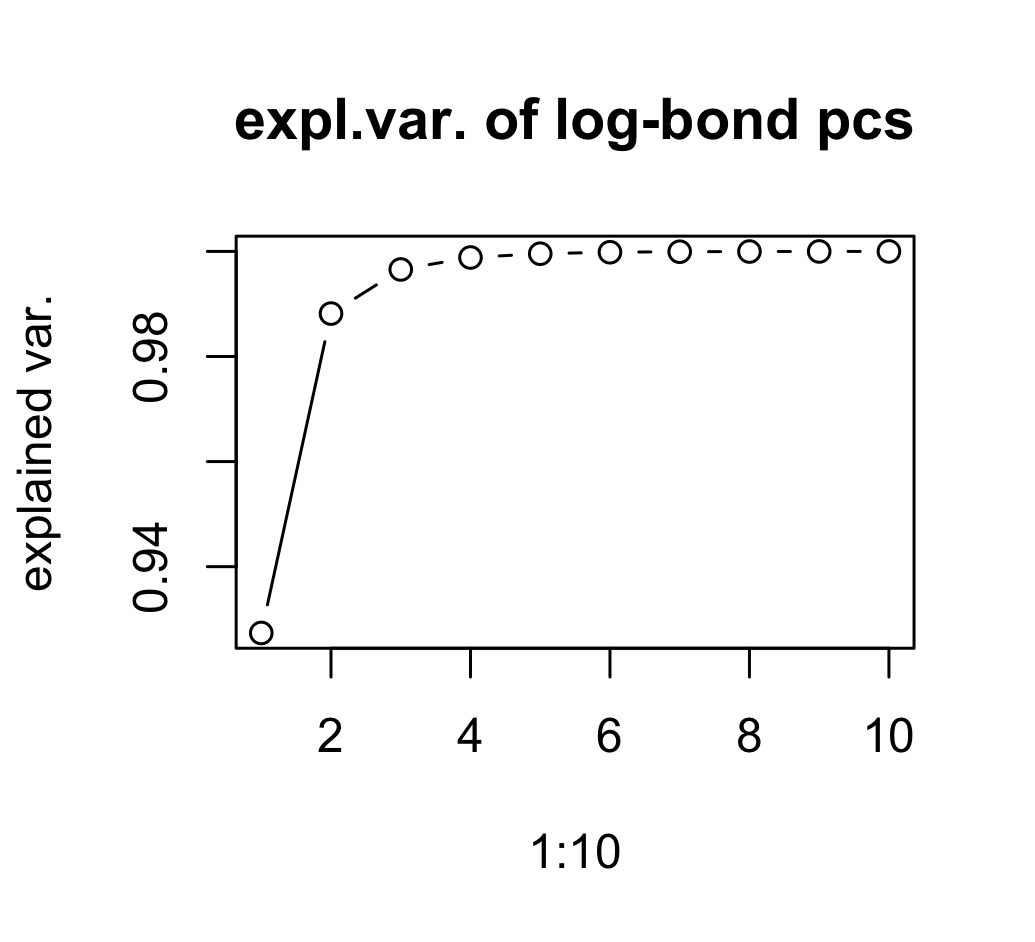 expl.var. of log-bond pcs
explained var.
0.98
0.94
2 4 6 8 10
1:10